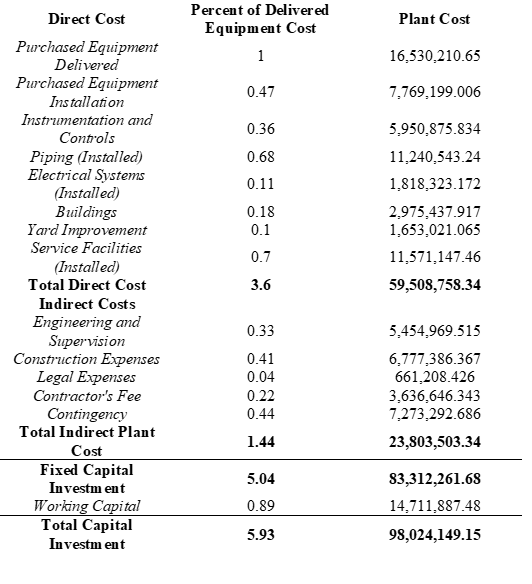 Direct Cost Percent of Delivered Equipment Cost Plant Cost
Purchased Equipment Delivered 1 16,530,210.65
Purchased Equipment Installation 0.47 7,769,199.006
Instrumentation and Controls 0.36 5,950,875.834
Piping (Installed) 0.68 11,240,543.24
Electrical Systems (Installed) 0.11 1,818,323.172
Buildings 0.18 2,975,437.917
Yard Improvement 0.1 1,653,021.065
Service Facilities (Installed) 0.7 11,571,147.46
Total Direct Cost 3.6 59,508,758.34
Indirect Costs
Engineering and Supervision 0.33 5,454,969.515
Construction Expenses 0.41 6,777,386.367
Legal Expenses 0.04 661,208.426
Contractor's Fee 0.22 3,636,646.343
Contingency 0.44 7,273,292.686
Total Indirect Plant Cost 1.44 23,803,503.34
Fixed Capital Investment 5.04 83,312,261.68
Working Capital 0.89 14,711,887.48
Total Capital Investment 5.93 98,024,149.15